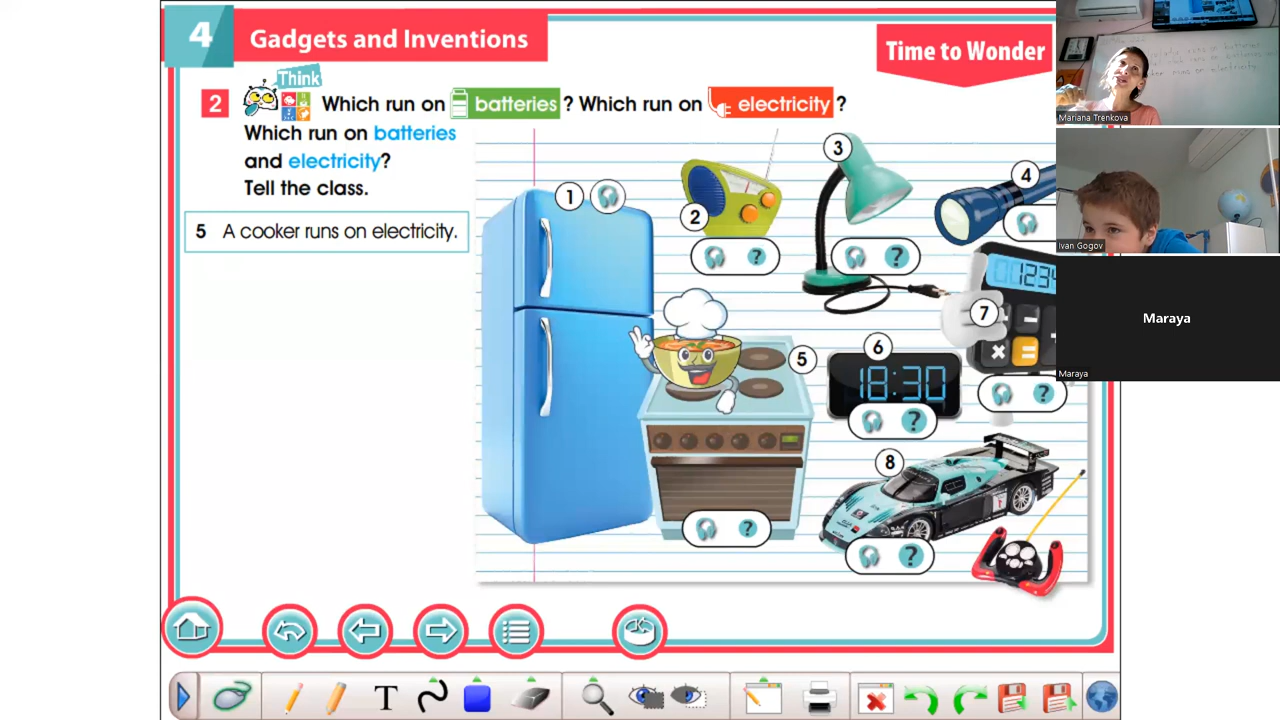 4 Gadgets and Inventions
Time to Wonder
Think
2 Which run on batteries ? Which run on electricity ?
Which run on batteries
and electricity?
Tell the class.
5 A cooker runs on electricity.
1
2
?
3
?
4
5
?
6
18:30
?
7
1234
?
8
?
T
Mariana Trenkova
Ivan Gogov
Maraya
Maraya